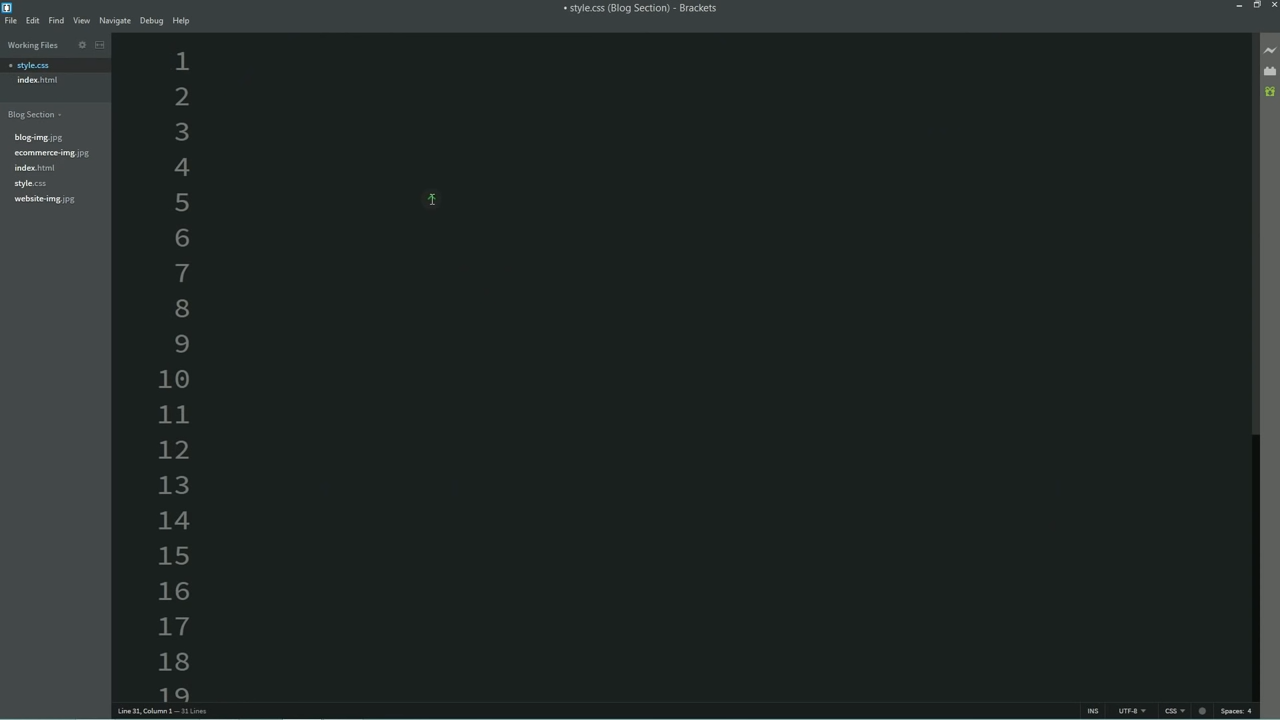 • style.css (Blog Section) - Brackets
File Edit Find View Navigate Debug Help
Working Files
style.css
index.html
Blog Section
blog-img.jpg
ecommerce-img.jpg
index.html
style.css
website-img.jpg
1
2
3
4
5
6
7
8
9
10
11
12
13
14
15
16
17
18
19
Line 31, Column 1 — 31 Lines
INS UTF-8 CSS Spaces: 4